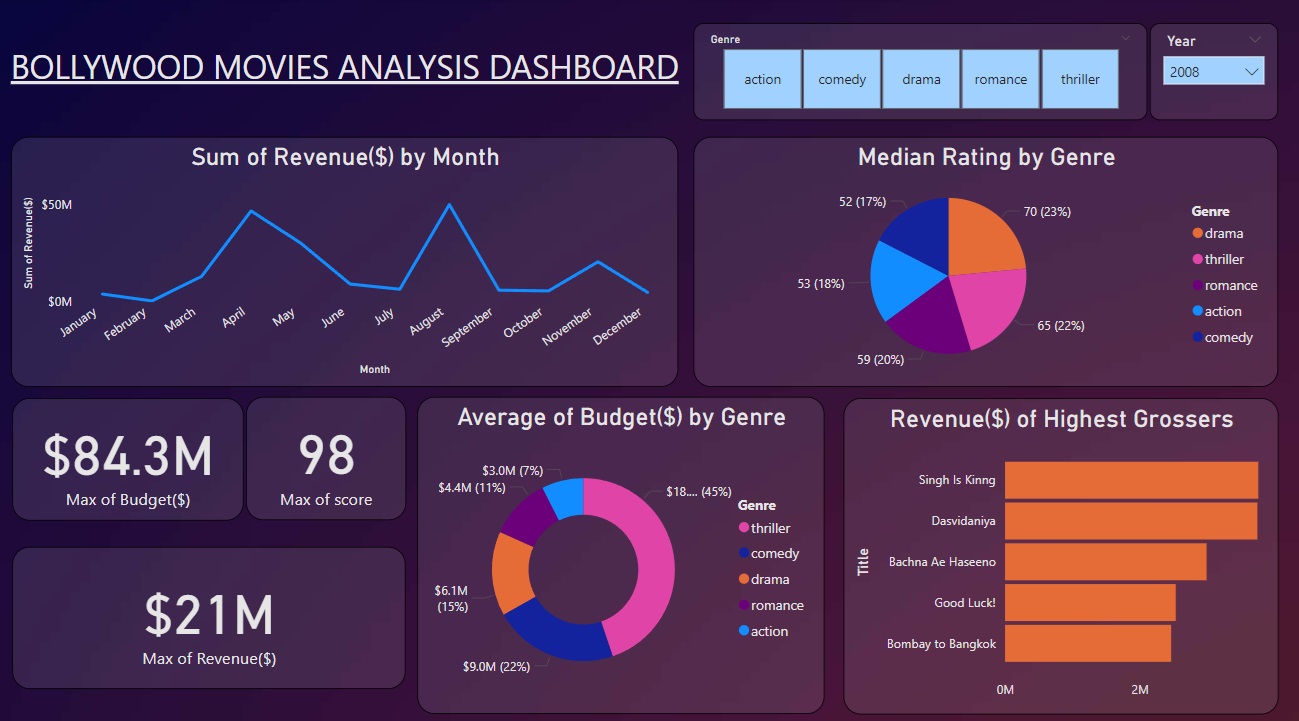 BOLLYWOOD MOVIES ANALYSIS DASHBOARD
Genre
action
comedy
drama
romance
thriller
Year
2008
Sum of Revenue($) by Month
Sum of Revenue($)
$50M
$0M
January
February
March
April
May
June
July
August
September
October
November
December
Month
Median Rating by Genre
52 (17%)
70 (23%)
53 (18%)
65 (22%)
59 (20%)
Genre
drama
thriller
romance
action
comedy
$84.3M
Max of Budget($)
98
Max of score
$21M
Max of Revenue($)
Average of Budget($) by Genre
$3.0M (7%)
$4.4M (11%)
$18.... (45%)
$6.1M
(15%)
$9.0M (22%)
Genre
thriller
comedy
drama
romance
action
Revenue($) of Highest Grossers
Title
Singh Is Kinng
Dasvidaniya
Bachna Ae Haseeno
Good Luck!
Bombay to Bangkok
0M
2M